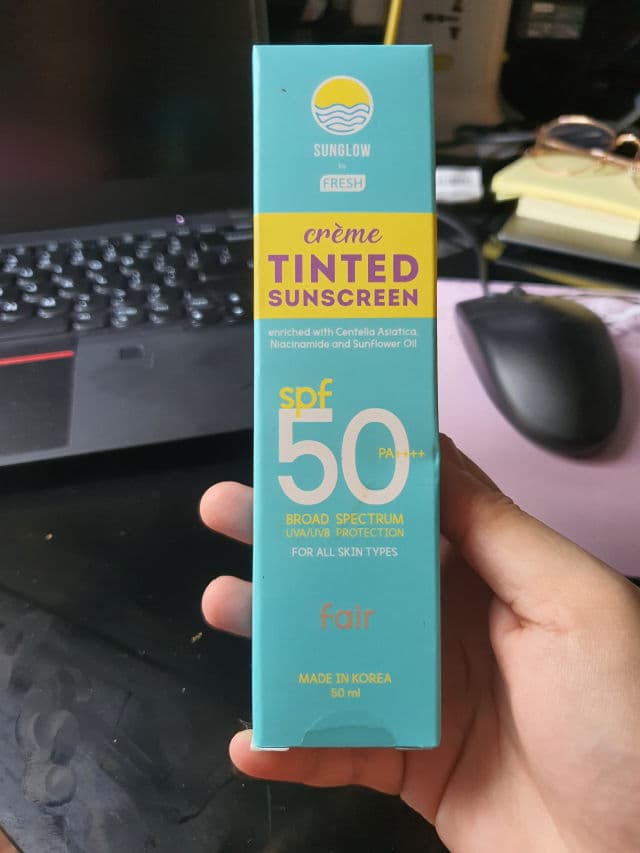 SUNGLOW
by
FRESH
crème
TINTED
SUNSCREEN
enriched with Centella Asiatica,
Niacinamide and Sunflower Oil
spf
50
PA++++
BROAD SPECTRUM
UVA/UVB PROTECTION
FOR ALL SKIN TYPES
fair
MADE IN KOREA
50 ml